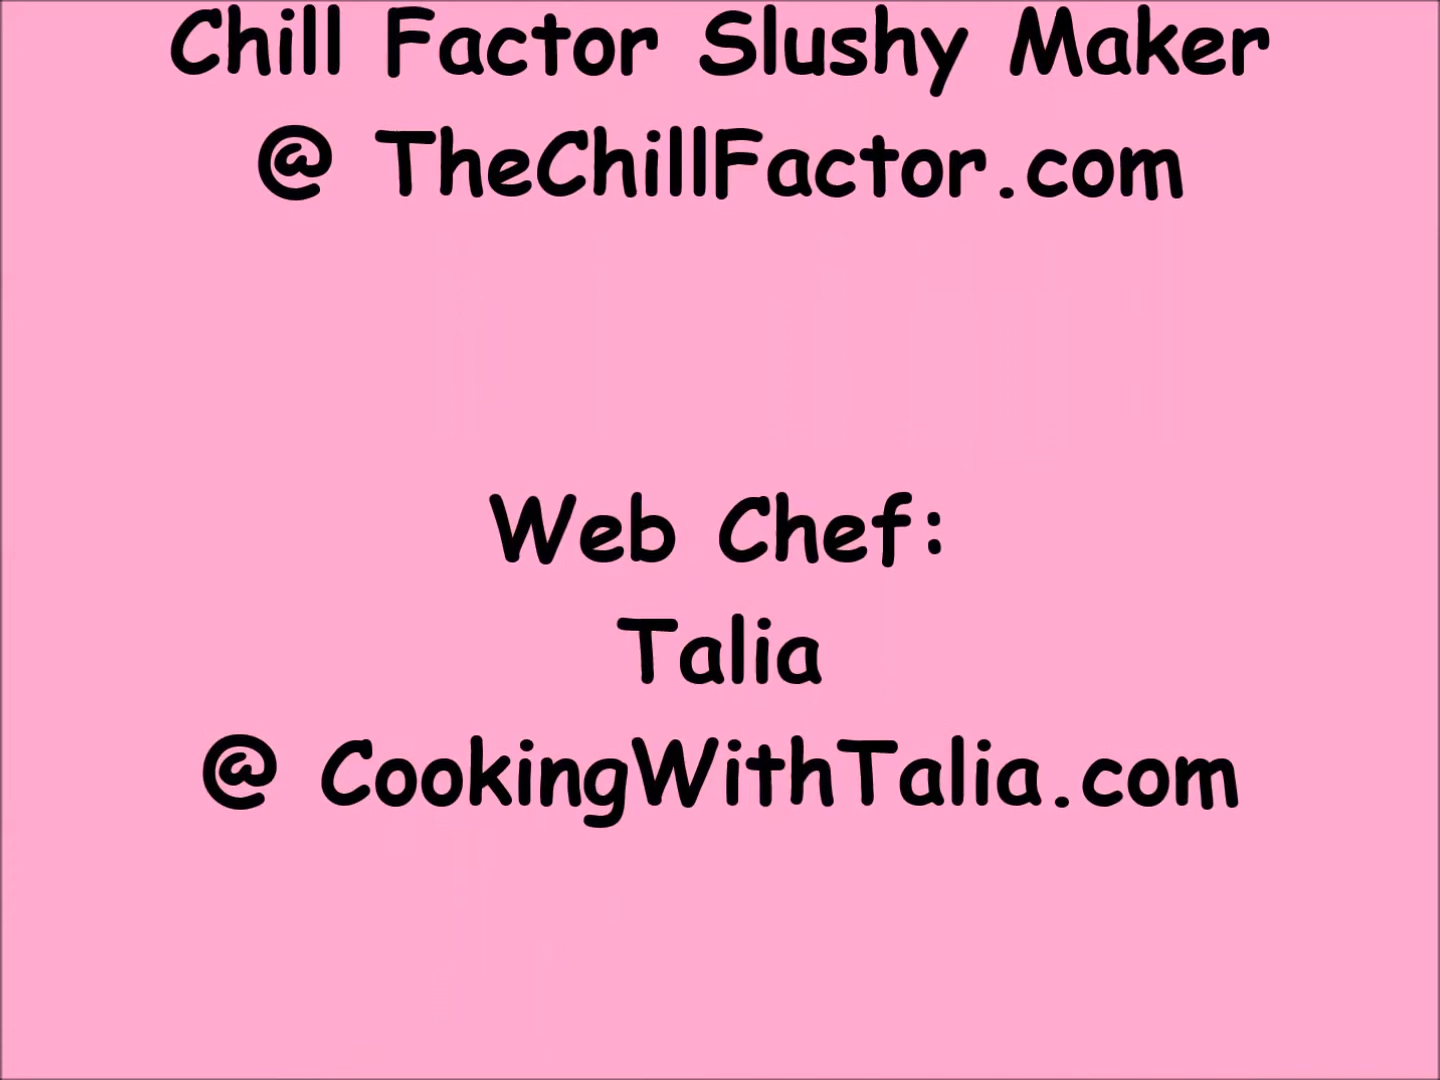 Chill Factor Slushy Maker
@ TheChillFactor.com
Web Chef:
Talia
@ CookingWithTalia.com